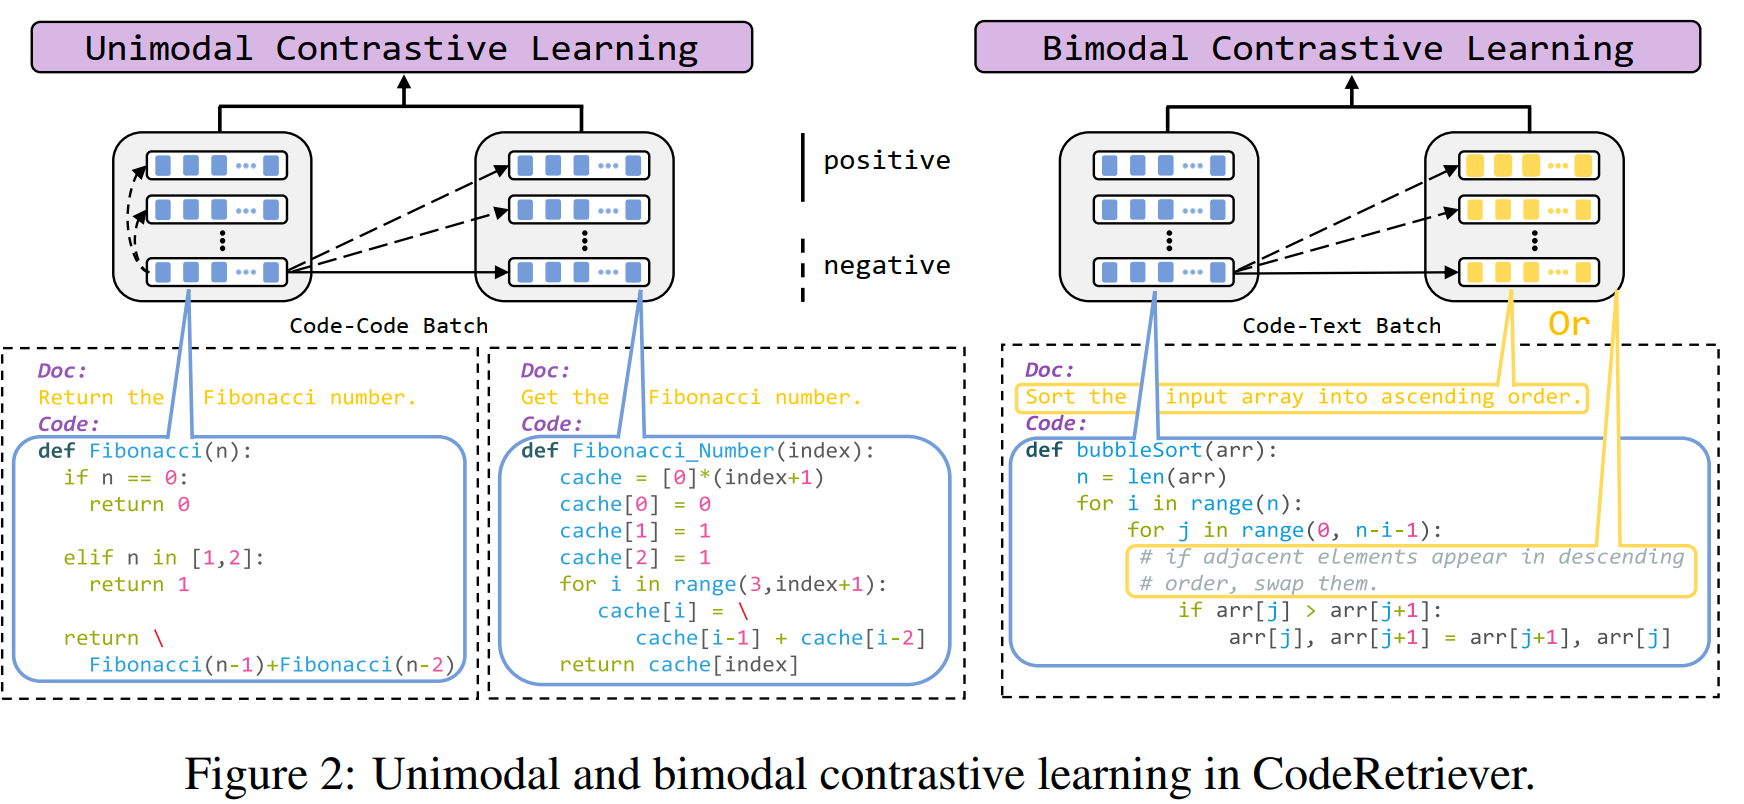 Unimodal Contrastive Learning
Bimodal Contrastive Learning
positive
negative
Code-Code Batch
Code-Text Batch
Or
Doc:
Return the Fibonacci number.
Code:
def Fibonacci(n):
if n == 0:
return 0
elif n in [1,2]:
return 1
return \
Fibonacci(n-1)+Fibonacci(n-2)
Doc:
Get the Fibonacci number.
Code:
def Fibonacci_Number(index):
cache = [0]*(index+1)
cache[0] = 0
cache[1] = 1
cache[2] = 1
for i in range(3,index+1):
cache[i] = \
cache[i-1] + cache[i-2]
return cache[index]
Doc:
Sort the input array into ascending order.
Code:
def bubbleSort(arr):
n = len(arr)
for i in range(n):
for j in range(0, n-i-1):
# if adjacent elements appear in descending
# order, swap them.
if arr[j] > arr[j+1]:
arr[j], arr[j+1] = arr[j+1], arr[j]
Figure 2: Unimodal and bimodal contrastive learning in CodeRetriever.